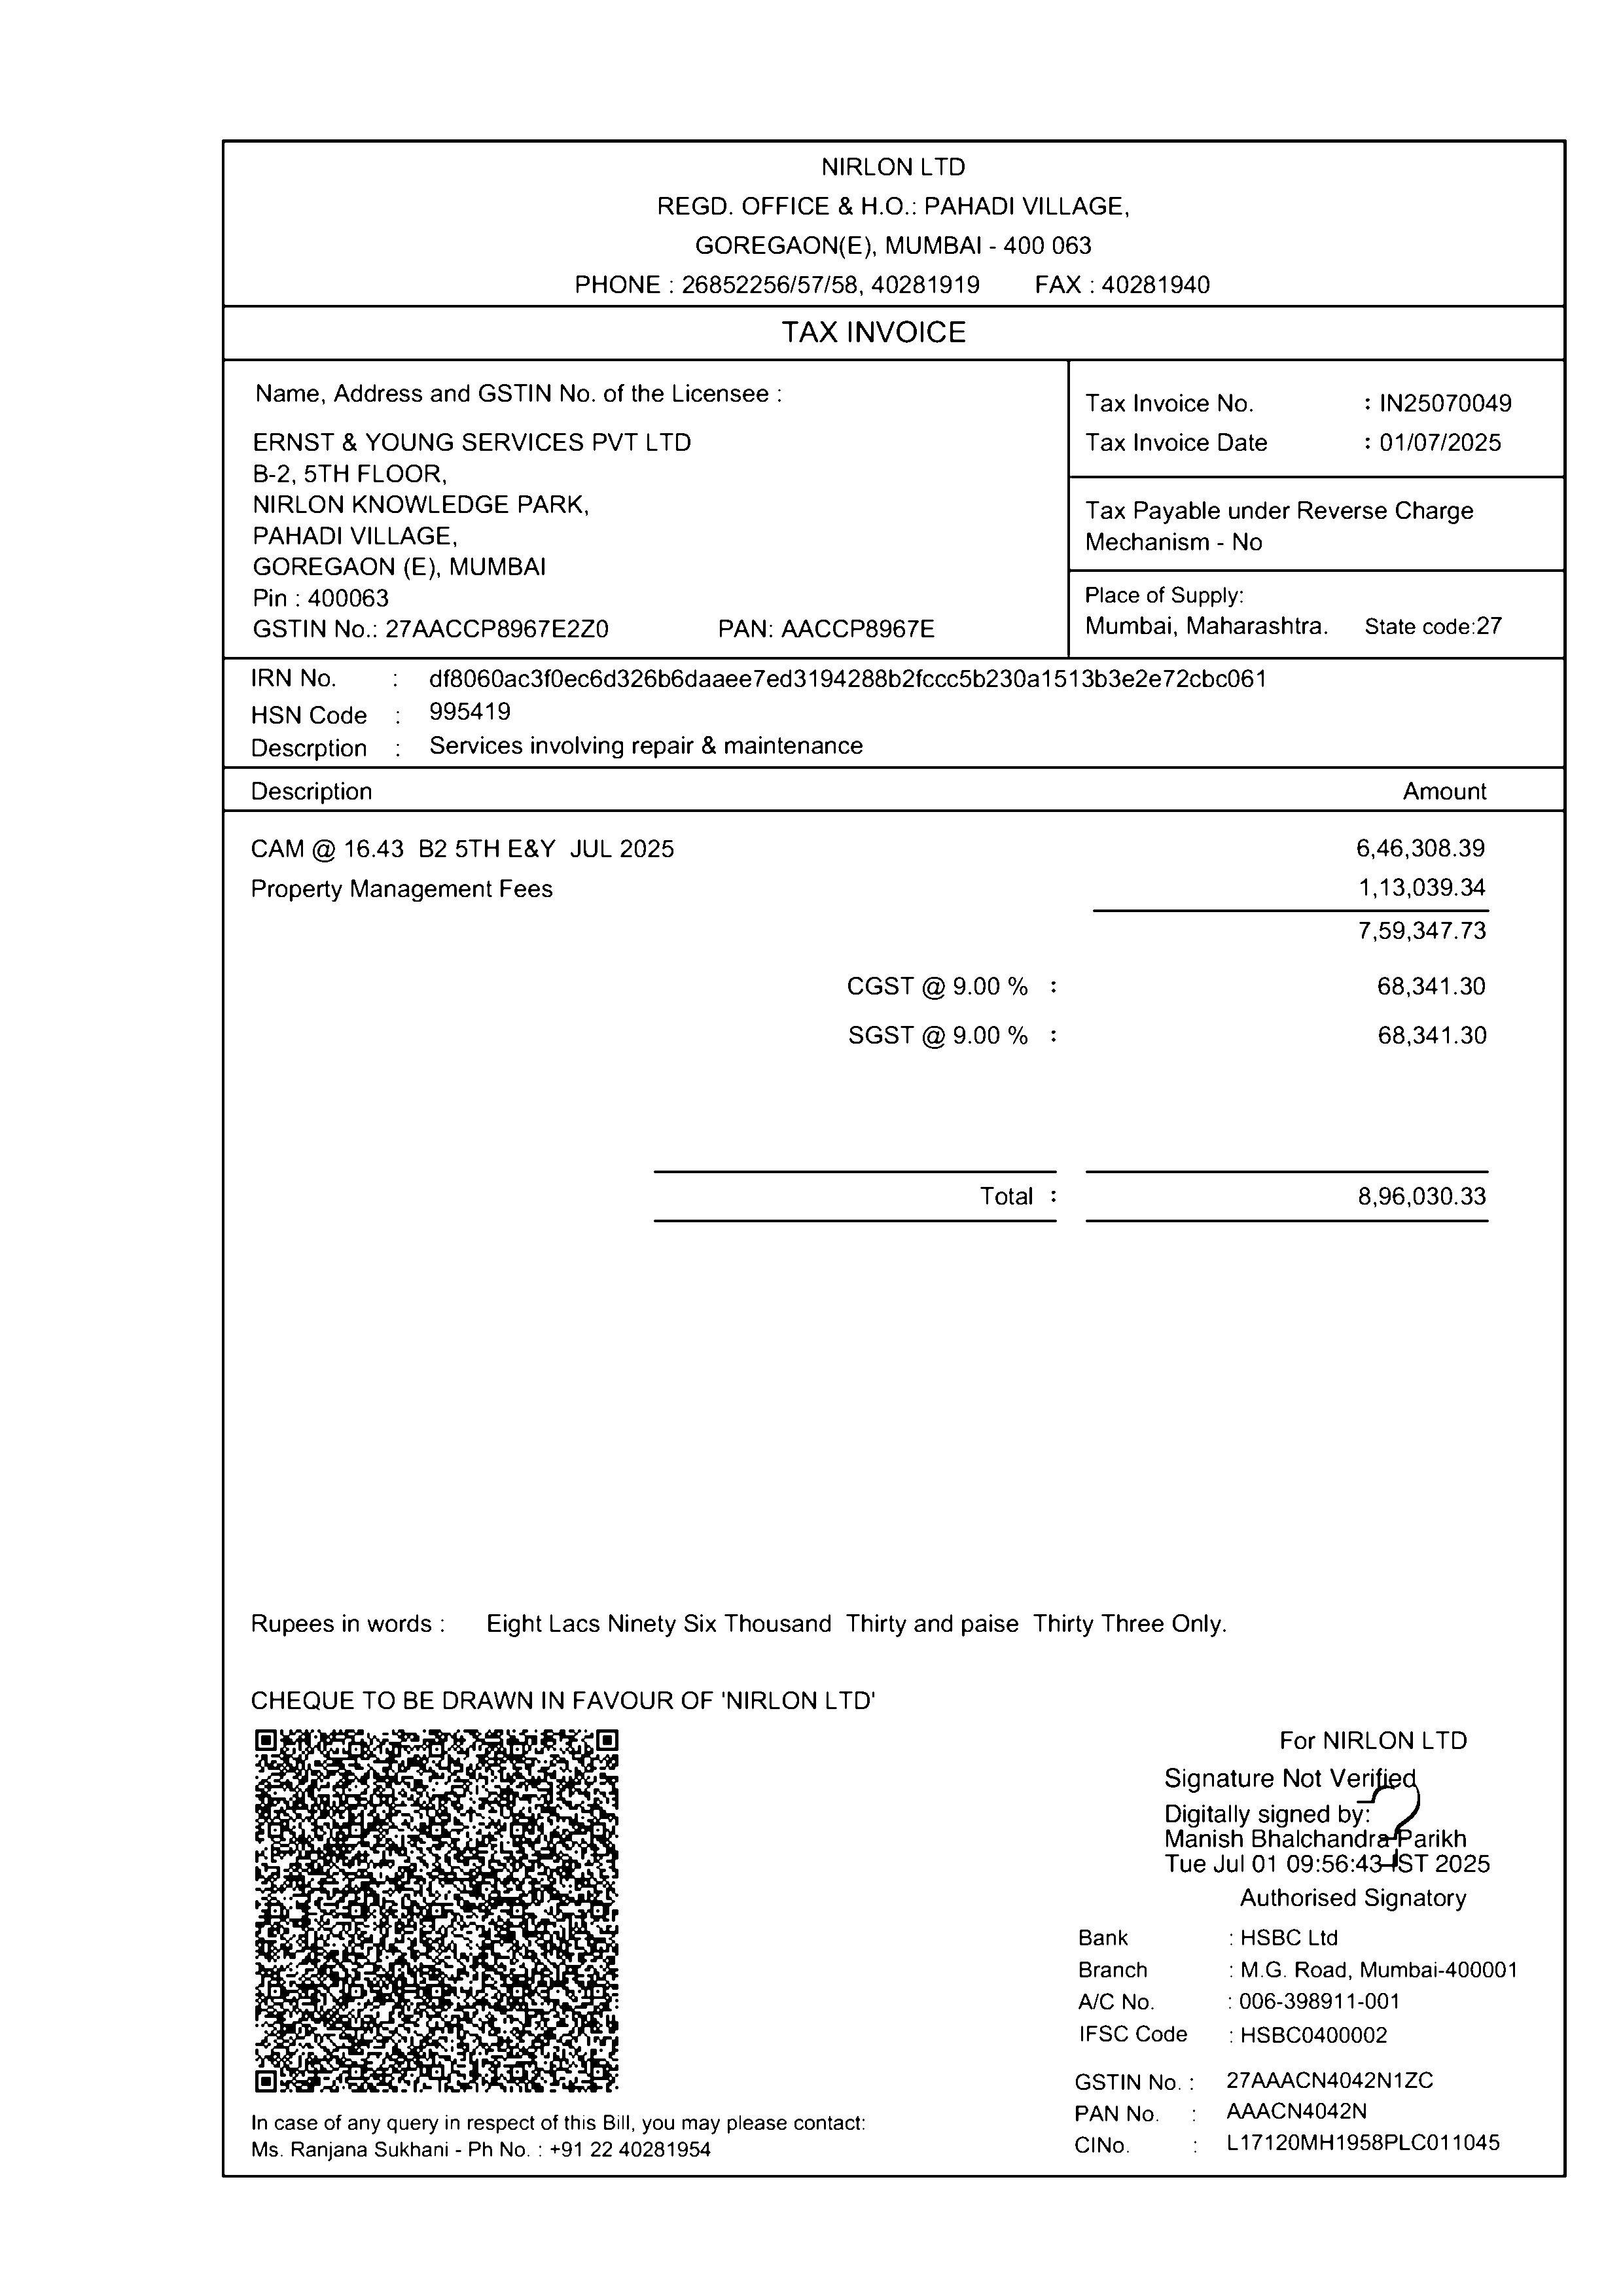 NIRLON LTD
REGD. OFFICE & H.O.: PAHADI VILLAGE,
GOREGAON(E), MUMBAI - 400 063
PHONE : 26852256/57/58, 40281919 FAX : 40281940
TAX INVOICE
Name, Address and GSTIN No. of the Licensee :
ERNST & YOUNG SERVICES PVT LTD
B-2, 5TH FLOOR,
NIRLON KNOWLEDGE PARK,
PAHADI VILLAGE,
GOREGAON (E), MUMBAI
Pin : 400063
GSTIN No.: 27AACCP8967E2Z0 PAN: AACCP8967E
Tax Invoice No. : IN25070049
Tax Invoice Date : 01/07/2025
Tax Payable under Reverse Charge
Mechanism - No
Place of Supply:
Mumbai, Maharashtra. State code:27
IRN No. : df8060ac3f0ec6d326b6daaee7ed3194288b2fccc5b230a1513b3e2e72cbc061
HSN Code : 995419
Descrption : Services involving repair & maintenance
Description Amount
CAM @ 16.43 B2 5TH E&Y JUL 2025 6,46,308.39
Property Management Fees 1,13,039.34
7,59,347.73
CGST @ 9.00 % : 68,341.30
SGST @ 9.00 % : 68,341.30
Total : 8,96,030.33
Rupees in words : Eight Lacs Ninety Six Thousand Thirty and paise Thirty Three Only.
CHEQUE TO BE DRAWN IN FAVOUR OF 'NIRLON LTD'
For NIRLON LTD
Signature Not Verified
Digitally signed by:
Manish Bhalchandra Parikh
Tue Jul 01 09:56:43 IST 2025
Authorised Signatory
Bank : HSBC Ltd
Branch : M.G. Road, Mumbai-400001
A/C No. : 006-398911-001
IFSC Code : HSBC0400002
GSTIN No. : 27AAACN4042N1ZC
PAN No. : AAACN4042N
CINo. : L17120MH1958PLC011045
In case of any query in respect of this Bill, you may please contact:
Ms. Ranjana Sukhani - Ph No. : +91 22 40281954